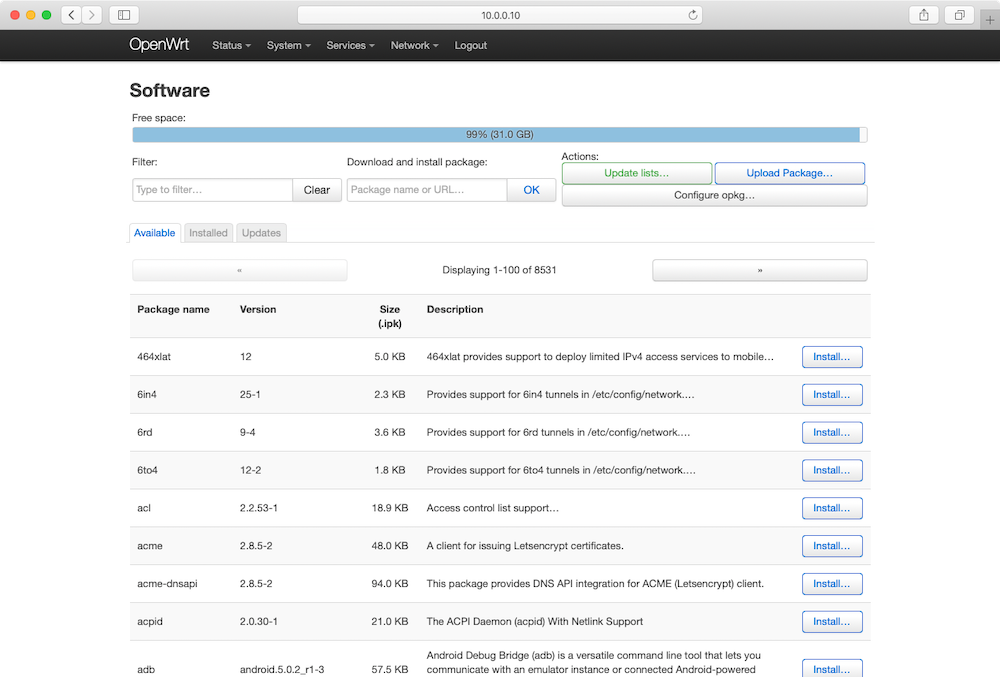 10.0.0.10
OpenWrt Status System Services Network Logout
Software
Free space:
99% (31.0 GB)
Filter:
Type to filter…
Clear
Download and install package:
Package name or URL…
OK
Actions:
Update lists…
Upload Package…
Configure opkg…
Available Installed Updates
« Displaying 1-100 of 8531 »
Package name Version Size (.ipk) Description
464xlat 12 5.0 KB 464xlat provides support to deploy limited IPv4 access services to mobile… Install…
6in4 25-1 2.3 KB Provides support for 6in4 tunnels in /etc/config/network.… Install…
6rd 9-4 3.6 KB Provides support for 6rd tunnels in /etc/config/network.… Install…
6to4 12-2 1.8 KB Provides support for 6to4 tunnels in /etc/config/network.… Install…
acl 2.2.53-1 18.9 KB Access control list support… Install…
acme 2.8.5-2 48.0 KB A client for issuing Letsencrypt certificates. Install…
acme-dnsapi 2.8.5-2 94.0 KB This package provides DNS API integration for ACME (Letsencrypt) client. Install…
acpid 2.0.30-1 21.0 KB The ACPI Daemon (acpid) With Netlink Support Install…
Android Debug Bridge (adb) is a versatile command line tool that lets you
adb android.5.0.2_r1-3 57.5 KB communicate with an emulator instance or connected Android-powered Install…